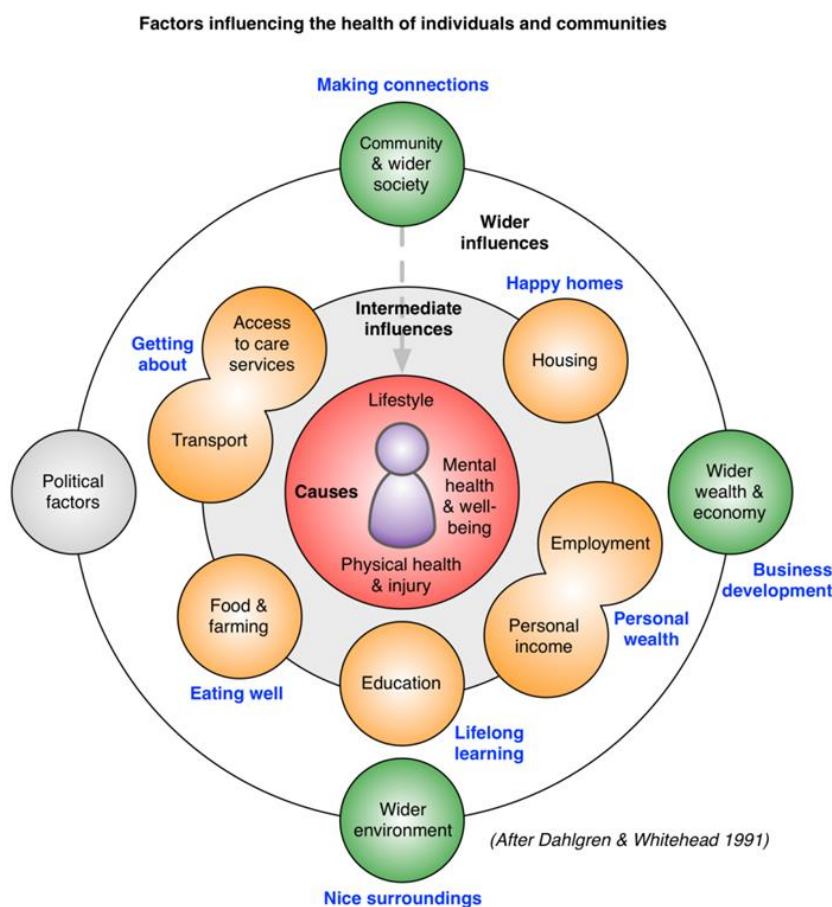 Factors influencing the health of individuals and communities
Making connections
Community
& wider
society
Wider
influences
Happy homes
Intermediate
influences
Access
to care
services
Getting
about
Housing
Transport
Lifestyle
Political
factors
Causes
Mental
health
& well-
being
Wider
wealth &
economy
Employment
Physical health
& injury
Business
development
Food &
farming
Personal
income
Personal
wealth
Education
Eating well
Lifelong
learning
Wider
environment
(After Dahlgren & Whitehead 1991)
Nice surroundings